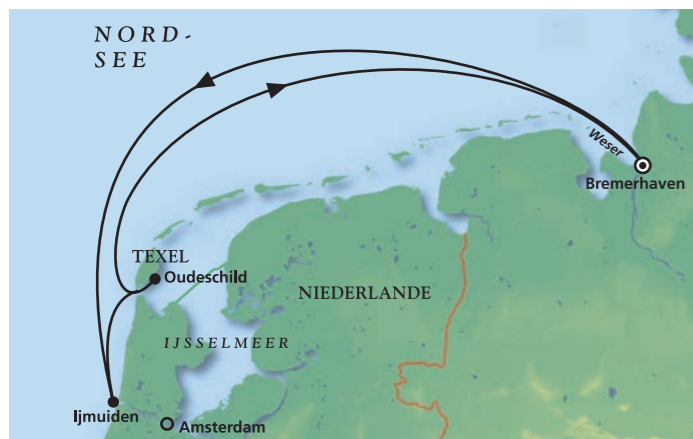 NORD-
SEE
Weser
Bremerhaven
TEXEL
Oudeschild
NIEDERLANDE
IJSSELMEER
Ijmuiden
Amsterdam